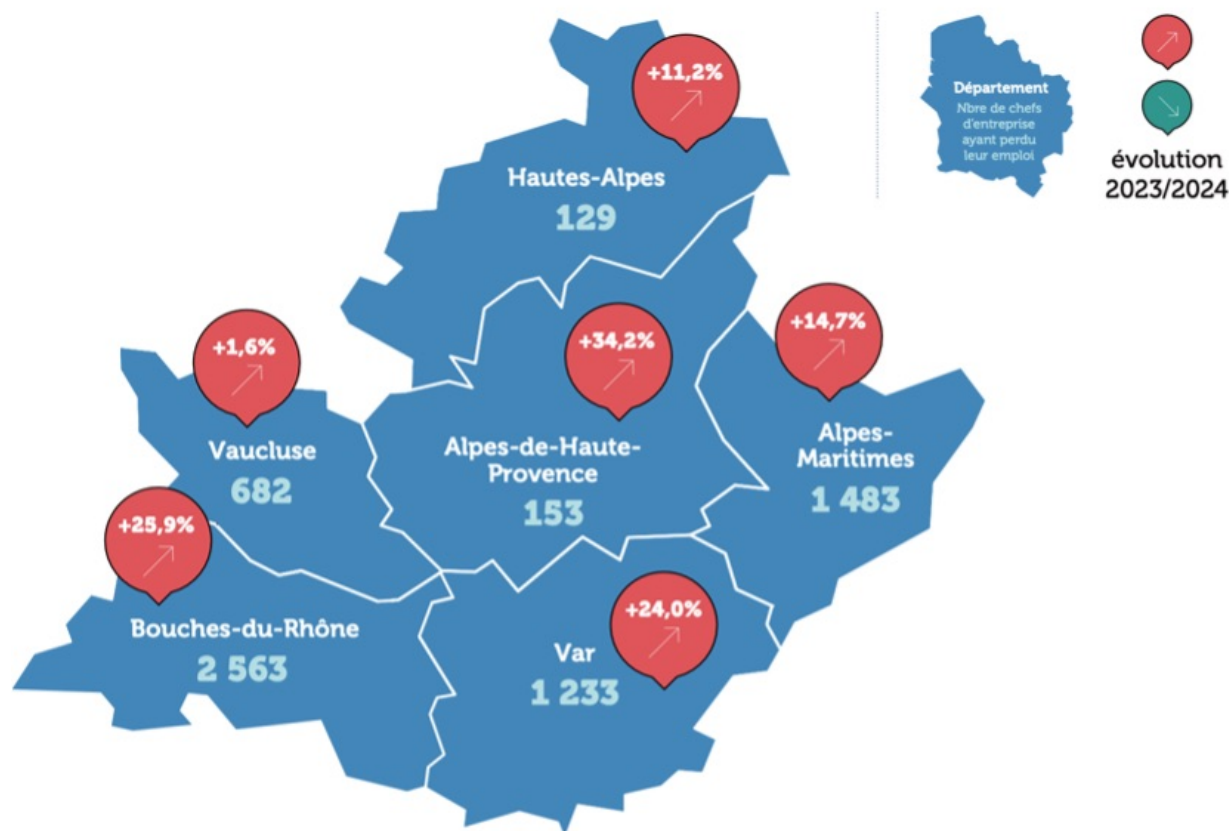 +11,2%
Hautes-Alpes
129
Département
Nbre de chefs
d'entreprise
ayant perdu
leur emploi
évolution
2023/2024
+1,6%
Vaucluse
682
+34,2%
Alpes-de-Haute-
Provence
153
+14,7%
Alpes-
Maritimes
1 483
+25,9%
Bouches-du-Rhône
2 563
+24,0%
Var
1 233